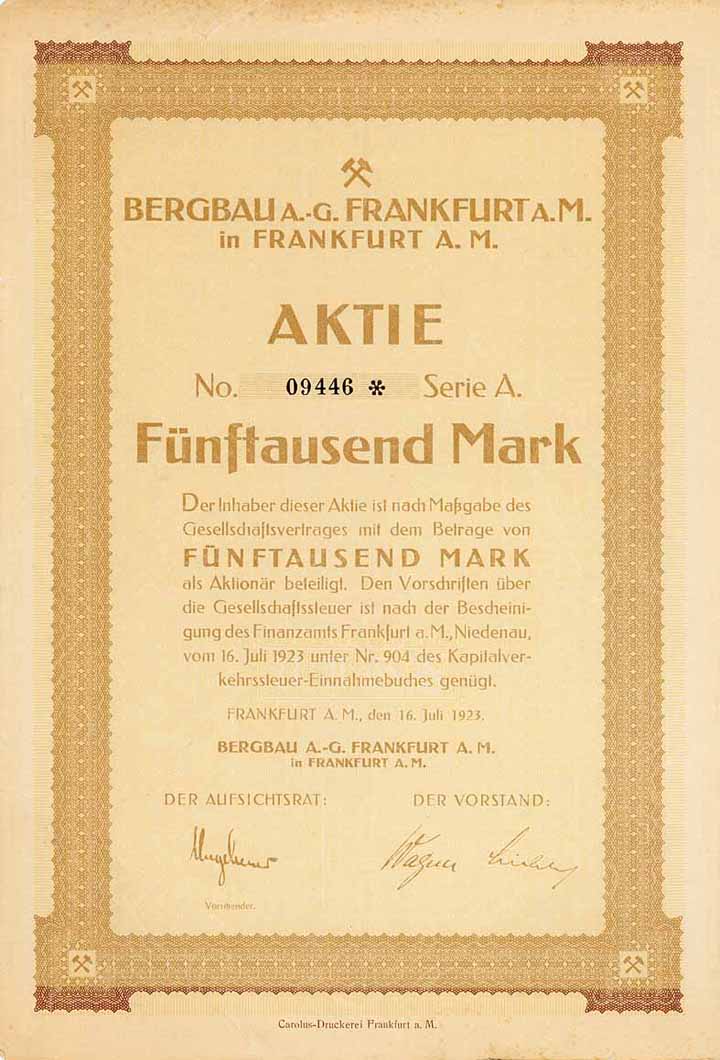 BERGBAU A.-G. FRANKFURT A. M.
in FRANKFURT A. M.
AKTIE
No. 09446 * Serie A.
Fünftausend Mark
Der Inhaber dieser Aktie ist nach Maßgabe des
Gesellschaftsvertrages mit dem Betrage von
FÜNFTAUSEND MARK
als Aktionär beteiligt. Den Vorschriften über
die Gesellschaftssteuer ist nach der Bescheini-
gung des Finanzamts Frankfurt a. M., Niedenau,
vom 16. Juli 1923 unter Nr. 904 des Kapitalver-
kehrssteuer-Einnahmebuches genügt.
FRANKFURT A. M., den 16. Juli 1923.
BERGBAU A.-G. FRANKFURT A. M.
in FRANKFURT A. M.
DER AUFSICHTSRAT: DER VORSTAND:
Wagner
Vorsitzender.
Carolus-Druckerei Frankfurt a. M.